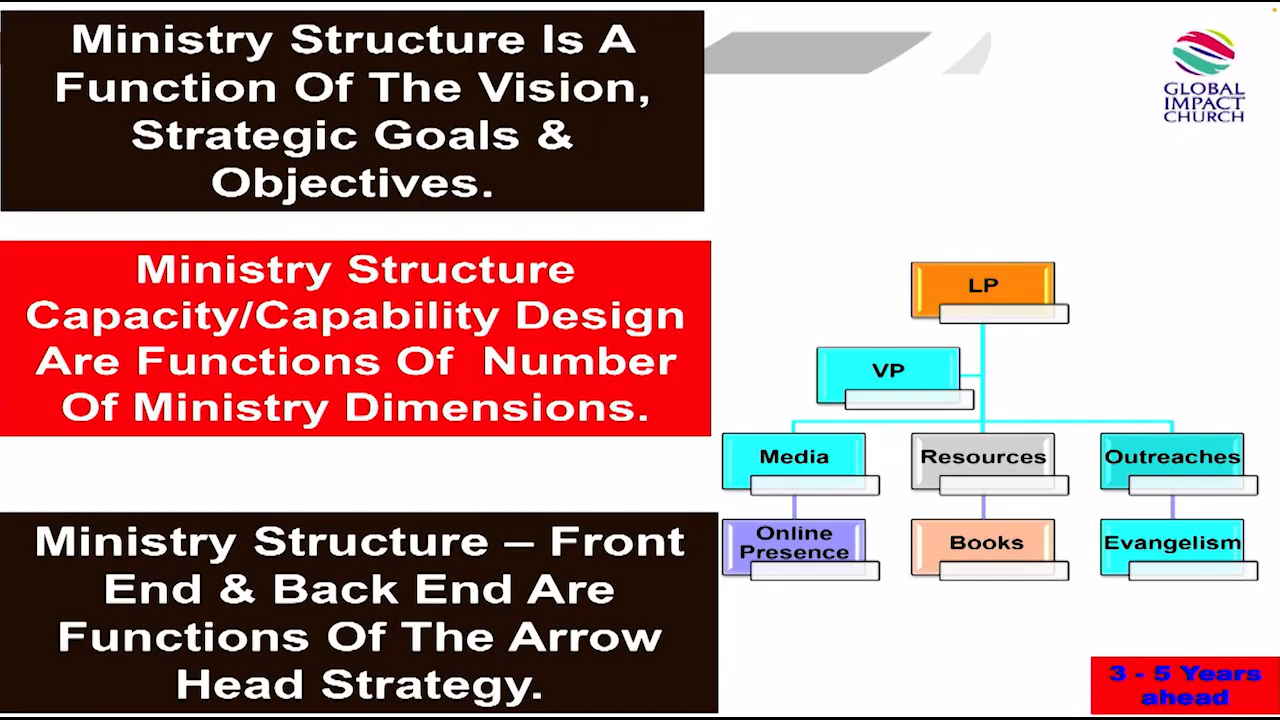 Ministry Structure Is A
Function Of The Vision,
Strategic Goals &
Objectives.
GLOBAL
IMPACT
CHURCH
Ministry Structure
Capacity/Capability Design
Are Functions Of Number
Of Ministry Dimensions.
LP
VP
Media
Resources
Outreaches
Online
Presence
Books
Evangelism
Ministry Structure – Front
End & Back End Are
Functions Of The Arrow
Head Strategy.
3 - 5 Years
ahead